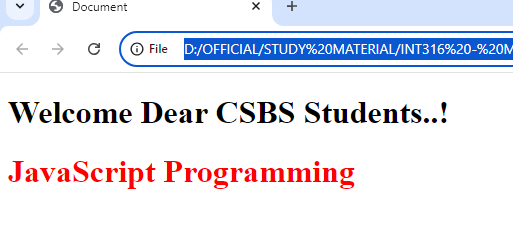 Document
File D:/OFFICIAL/STUDY%20MATERIAL/INT316%20-%20M
Welcome Dear CSBS Students..!
JavaScript Programming